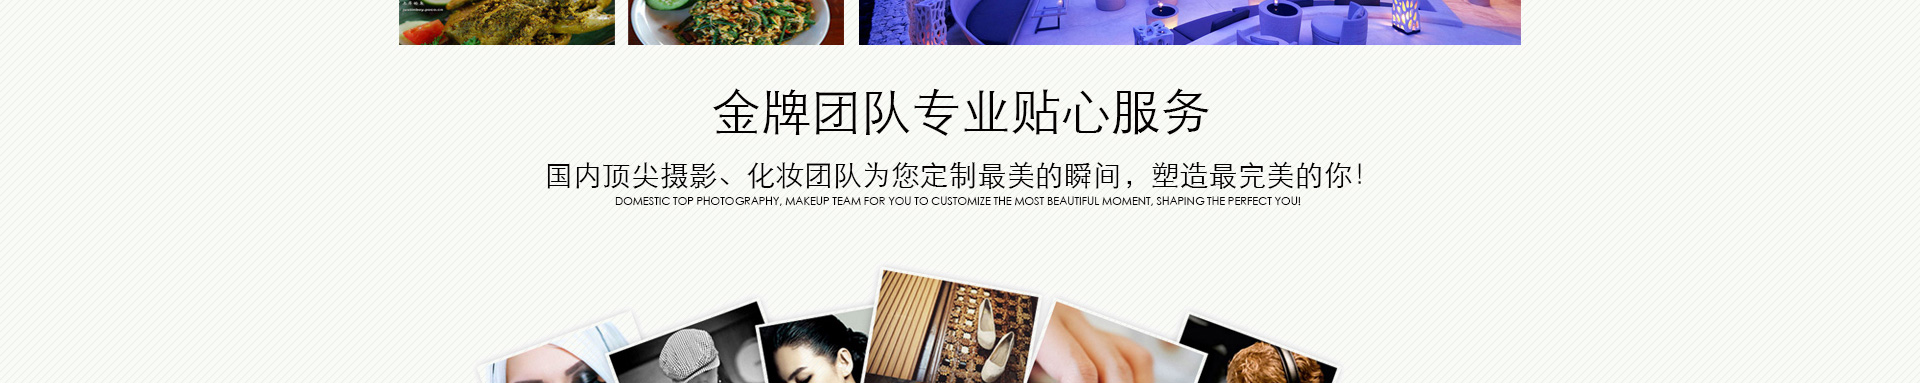 金牌团队专业贴心服务
国内顶尖摄影、化妆团队为您定制最美的瞬间，塑造最完美的你！
DOMESTIC TOP PHOTOGRAPHY, MAKEUP TEAM FOR YOU TO CUSTOMIZE THE MOST BEAUTIFUL MOMENT, SHAPING THE PERFECT YOU!